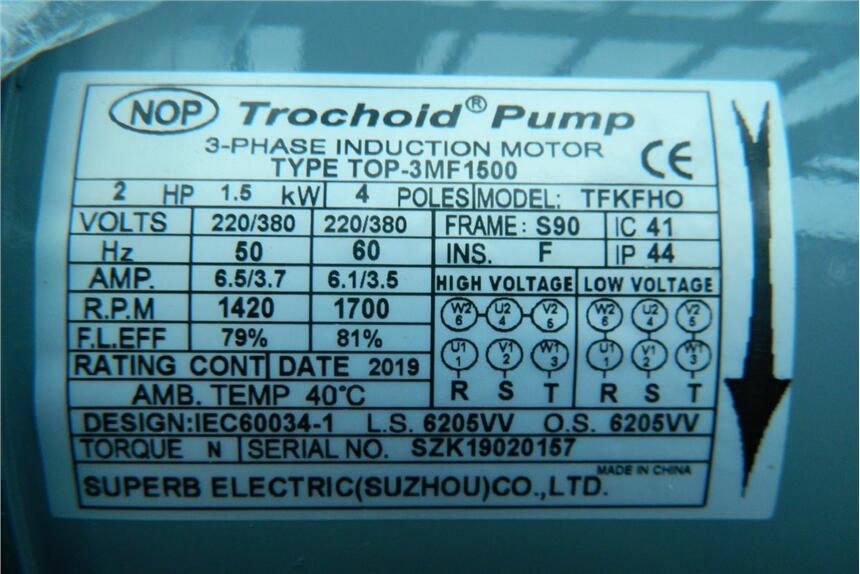 NOP Trochoid® Pump
3-PHASE INDUCTION MOTOR
TYPE TOP-3MF1500
CE
2 HP 1.5 kW 4 POLES MODEL: TFKFHO
VOLTS 220/380 220/380 FRAME: S90 IC 41
Hz 50 60 INS. F IP 44
AMP. 6.5/3.7 6.1/3.5 HIGH VOLTAGE LOW VOLTAGE
R.P.M 1420 1700 W2 6 U2 4 V2 5 W2 6 U2 4 V2 5
F.L.EFF 79% 81% U1 1 V1 2 W1 3 U1 1 V1 2 W1 3
RATING CONT DATE 2019
AMB. TEMP 40°C R S T R S T
DESIGN:IEC60034-1 L.S. 6205VV O.S. 6205VV
TORQUE N SERIAL NO. SZK19020157
MADE IN CHINA
SUPERB ELECTRIC(SUZHOU)CO.,LTD.